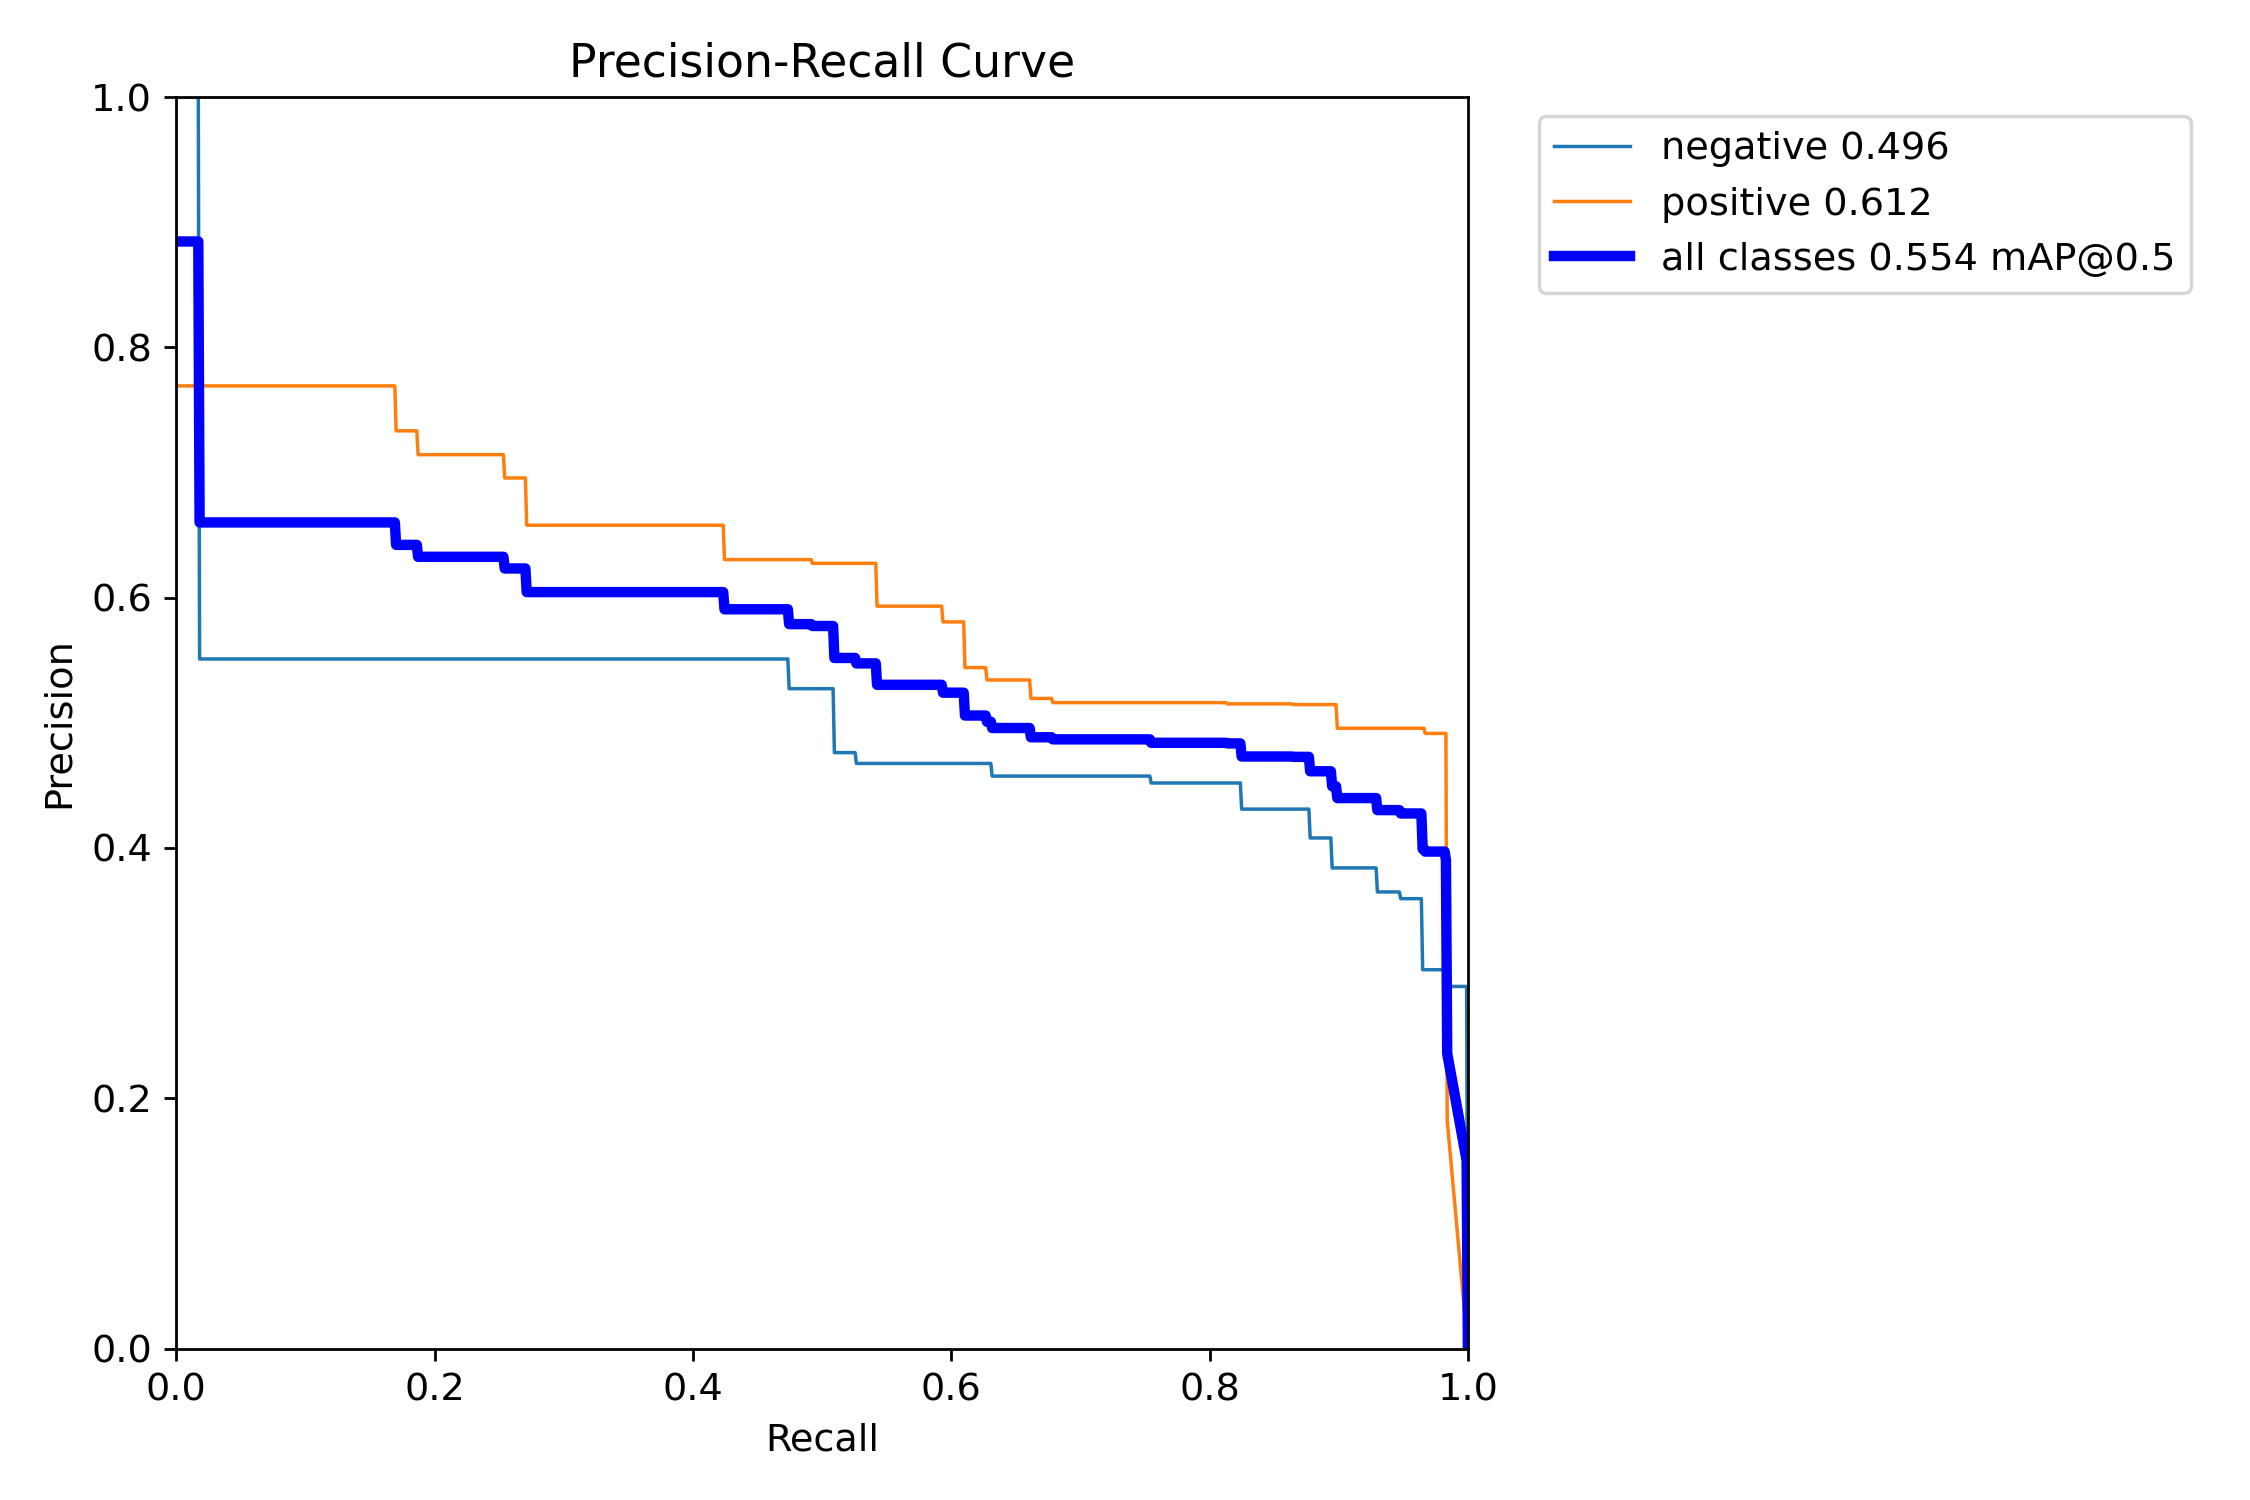 Precision-Recall Curve
1.0
0.8
0.6
0.4
0.2
0.0
Precision
0.0 0.2 0.4 0.6 0.8 1.0
Recall
negative 0.496
positive 0.612
all classes 0.554 mAP@0.5